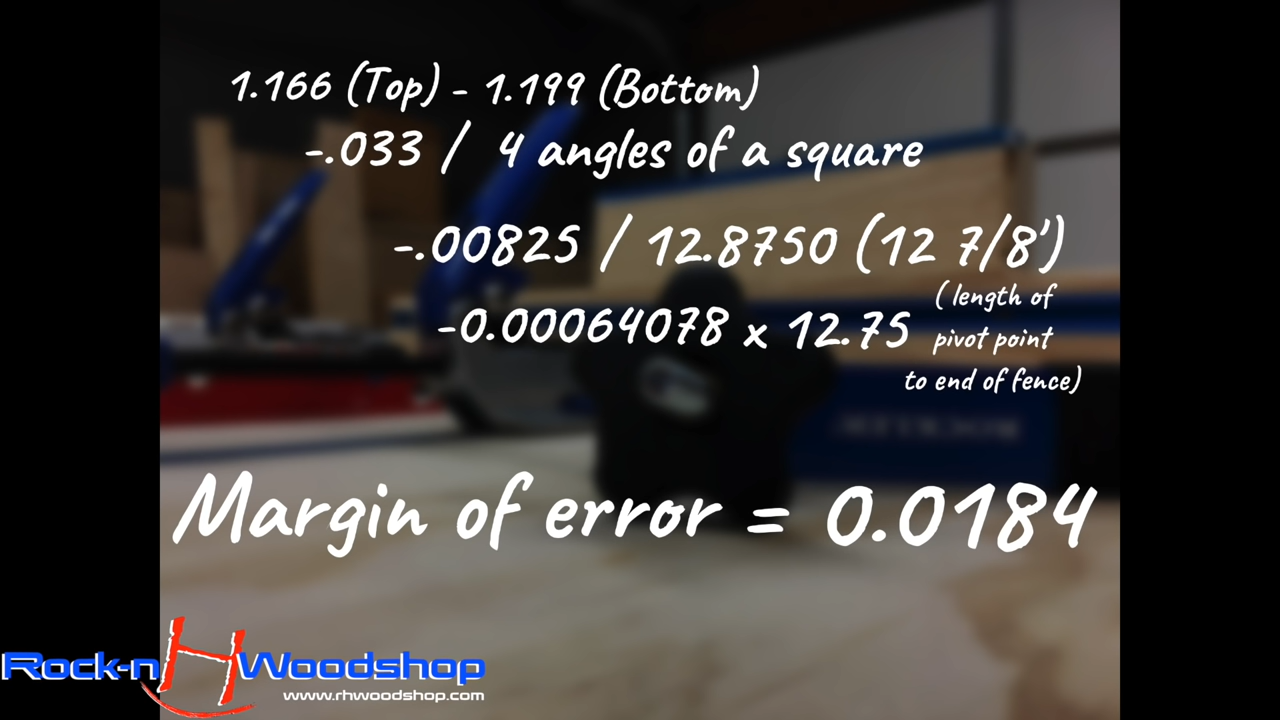 1.166 (Top) - 1.199 (Bottom)
-.033 / 4 angles of a square
-.00825 / 12.8750 (12 7/8')
-0.00064078 x 12.75
( length of
pivot point
to end of fence)
Margin of error = 0.0184
Rock-n H Woodshop
www.rhwoodshop.com